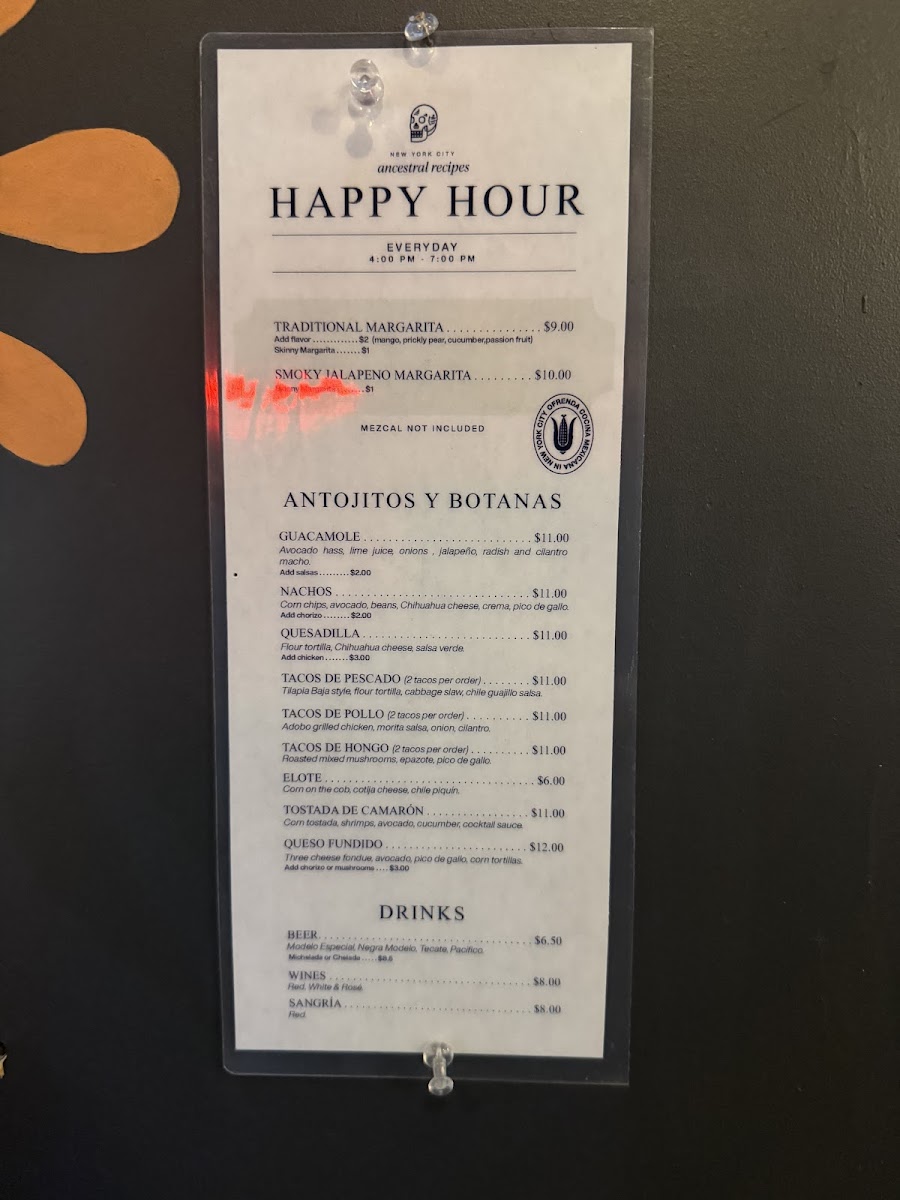 NEW YORK CITY
ancestral recipes
HAPPY HOUR
EVERYDAY
4:00 PM - 7:00 PM
TRADITIONAL MARGARITA...............$9.00
Add flavor.............$2 (mango, prickly pear, cucumber,passion fruit)
Skinny Margarita.......$1
SMOKY JALAPENO MARGARITA.........$10.00
Skinny Margarita.......$1
MEZCAL NOT INCLUDED
NEW YORK CITY OFRENDA COCINA MEXICANA IN
ANTOJITOS Y BOTANAS
GUACAMOLE..........................$11.00
Avocado hass, lime juice, onions , jalapeño, radish and cilantro
macho.
Add salsas.........$2.00
NACHOS..............................$11.00
Corn chips, avocado, beans, Chihuahua cheese, crema, pico de gallo.
Add chorizo........$2.00
QUESADILLA..........................$11.00
Flour tortilla, Chihuahua cheese, salsa verde.
Add chicken.......$3.00
TACOS DE PESCADO (2 tacos per order)........$11.00
Tilapia Baja style, flour tortilla, cabbage slaw, chile guajillo salsa.
TACOS DE POLLO (2 tacos per order)..........$11.00
Adobo grilled chicken, morita salsa, onion, cilantro.
TACOS DE HONGO (2 tacos per order)..........$11.00
Roasted mixed mushrooms, epazote, pico de gallo.
ELOTE................................$6.00
Corn on the cob, cotija cheese, chile piquin.
TOSTADA DE CAMARÓN................$11.00
Corn tostada, shrimps, avocado, cucumber, cocktail sauce.
QUESO FUNDIDO......................$12.00
Three cheese fondue, avocado, pico de gallo, corn tortillas.
Add chorizo or mushrooms....$3.00
DRINKS
BEER.................................$6.50
Modelo Especial, Negra Modelo, Tecate, Pacifico.
Michelada or Chelada.....$8.5
WINES................................$8.00
Red, White & Rosé.
SANGRÍA..............................$8.00
Red.